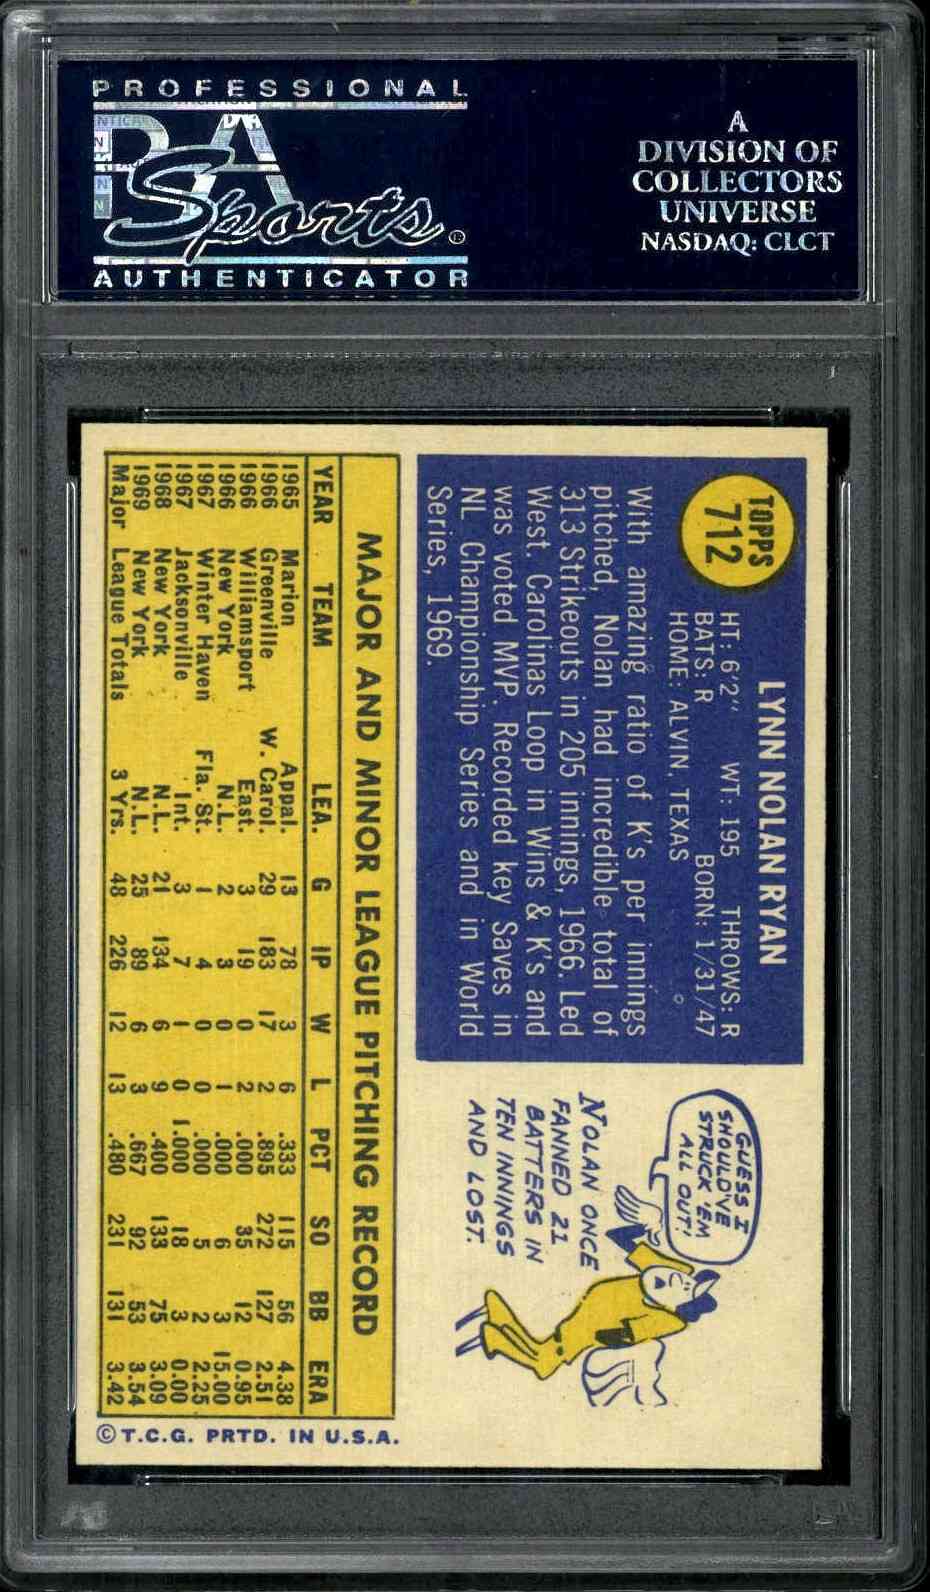 PROFESSIONAL
PSA
Sports
AUTHENTICATOR
A
DIVISION OF
COLLECTORS
UNIVERSE
NASDAQ: CLCT
TOPPS
712
LYNN NOLAN RYAN
HT: 6'2" WT: 195 THROWS: R
BATS: R BORN: 1/31/47
HOME: ALVIN, TEXAS
With amazing ratio of K's per innings
pitched, Nolan had incredible total of
313 Strikeouts in 205 innings, 1966. Led
West. Carolinas Loop in Wins & K's and
was voted MVP. Recorded key Saves in
NL Championship Series and in World
Series, 1969.
GUESS I
SHOULD'VE
STRUCK 'EM
ALL OUT!
NOLAN ONCE
FANNED 21
BATTERS IN
TEN INNINGS
AND LOST.
MAJOR AND MINOR LEAGUE PITCHING RECORD
YEAR TEAM LEA. G IP W L PCT SO BB ERA
1965 Marion Appal. 13 78 3 6 .333 115 56 4.38
1966 Greenville W. Carol. 29 183 17 2 .895 272 127 2.51
1966 Williamsport East. 3 19 0 2 .000 35 12 0.95
1966 New York N.L. 2 3 0 1 .000 6 3 15.00
1967 Winter Haven Fla. St. 1 4 0 0 .000 5 2 2.25
1967 Jacksonville Int. 3 7 1 0 1.000 18 3 0.00
1968 New York N.L. 21 134 6 9 .400 133 75 3.09
1969 New York N.L. 25 89 6 3 .667 92 53 3.54
Major League Totals 3 Yrs. 48 226 12 13 .480 231 131 3.42
© T.C.G. PRTD. IN U.S.A.